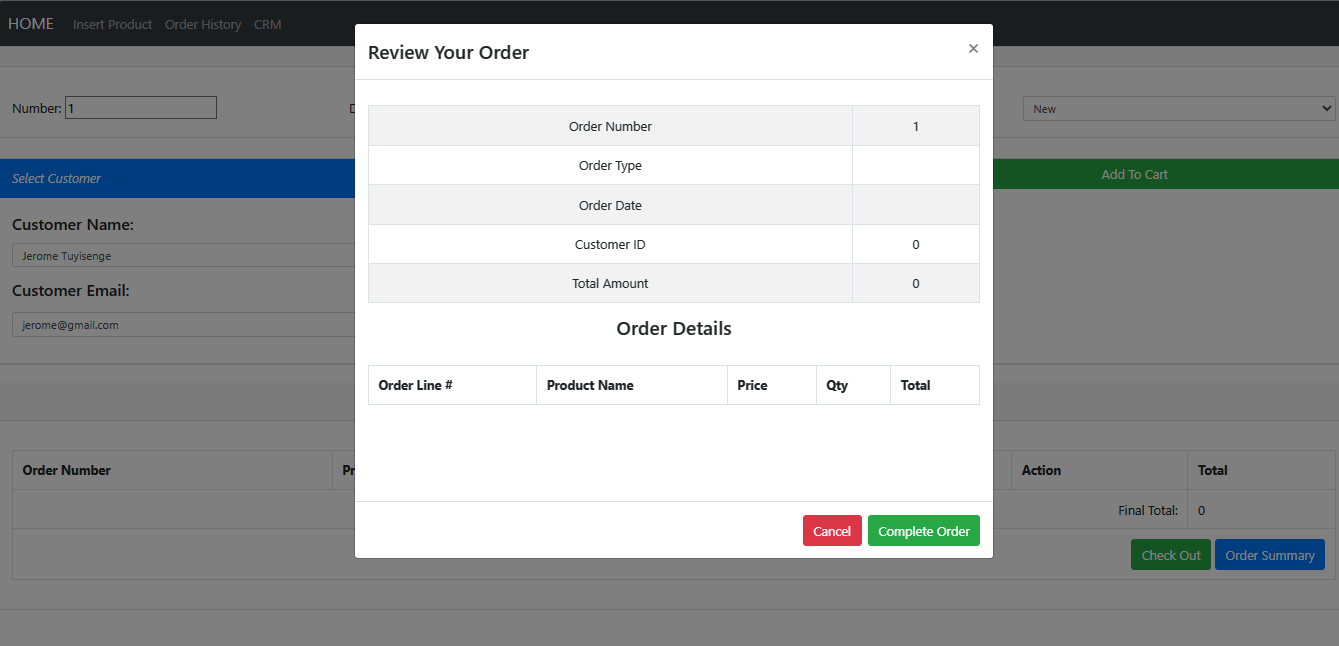 HOME Insert Product Order History CRM
Review Your Order ×
Number: 1
New
Order Number 1
Order Type
Order Date
Customer ID 0
Total Amount 0
Select Customer
Add To Cart
Customer Name:
Jerome Tuyisenge
Customer Email:
jerome@gmail.com
Order Details
Order Line # Product Name Price Qty Total
Order Number Action Total
Final Total: 0
Cancel Complete Order
Check Out Order Summary